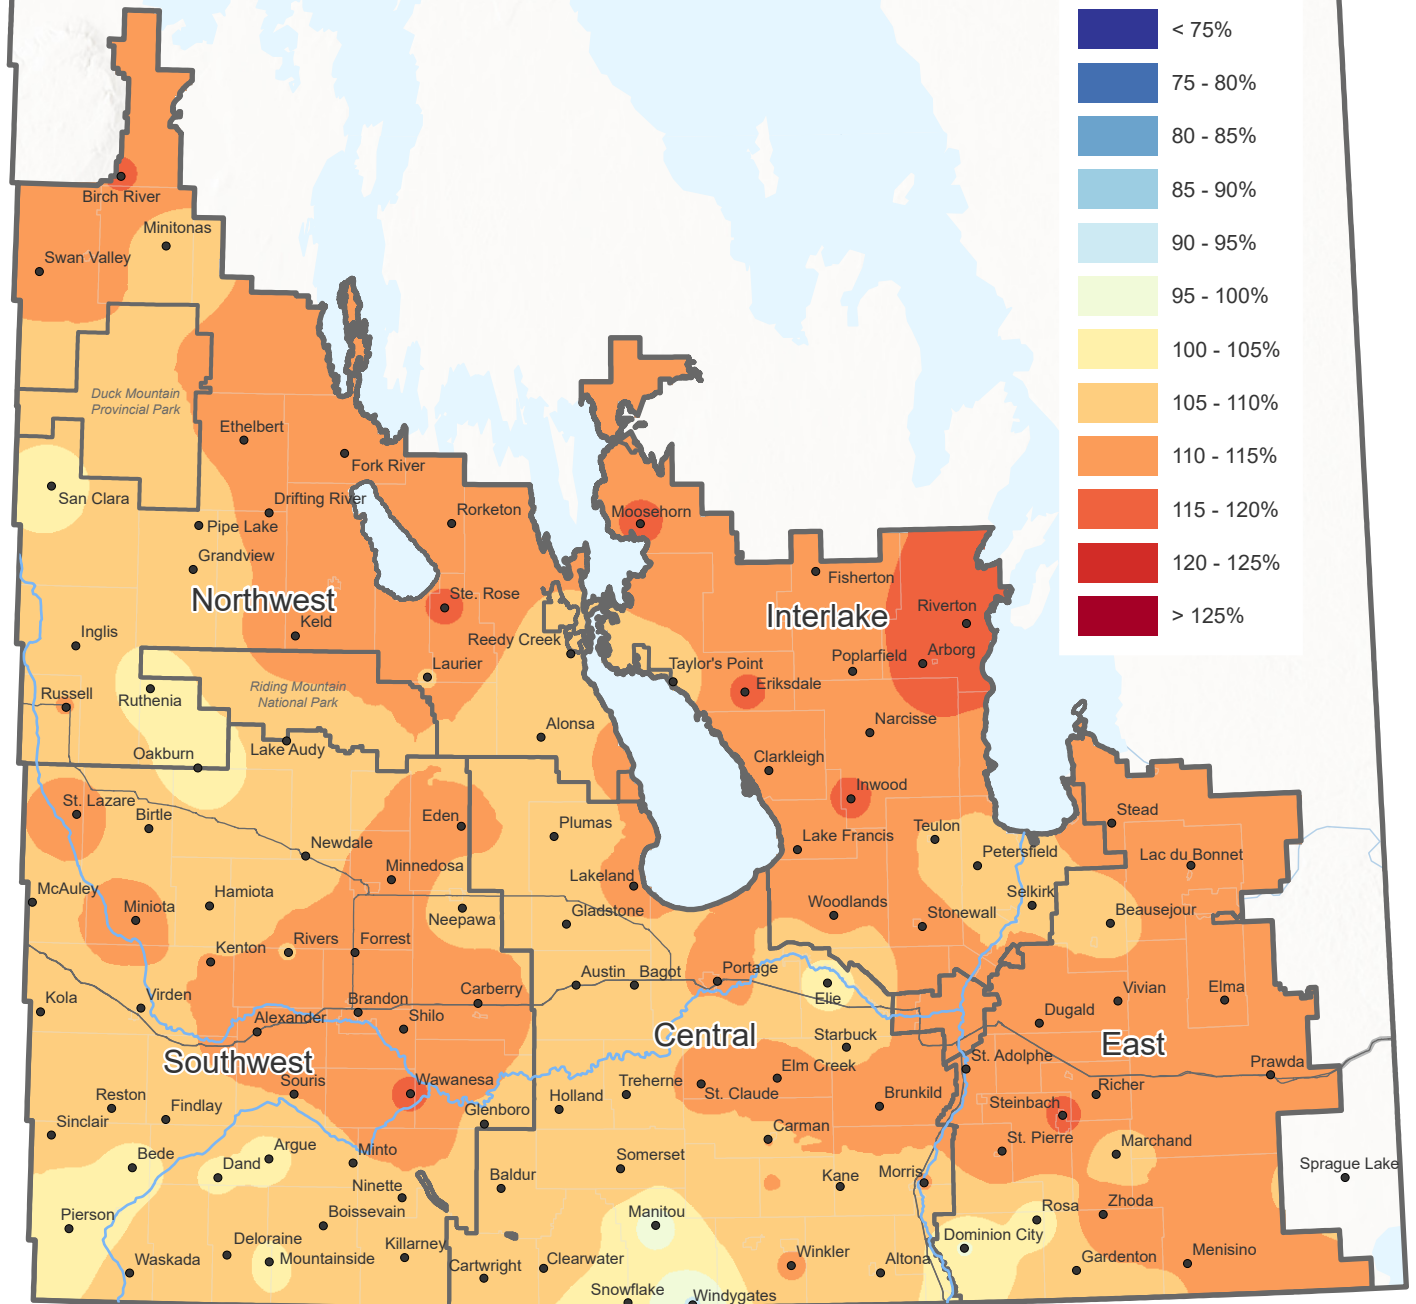 < 75%
75 - 80%
80 - 85%
85 - 90%
90 - 95%
95 - 100%
100 - 105%
105 - 110%
110 - 115%
115 - 120%
120 - 125%
> 125%
Birch River
Minitonas
Swan Valley
Duck Mountain
Provincial Park
Ethelbert
Fork River
San Clara
Drifting River
Rorketon
Moosehorn
Pipe Lake
Grandview
Fisherton
Northwest
Ste. Rose
Interlake
Riverton
Keld
Inglis
Reedy Creek
Taylor's Point
Poplarfield
Arborg
Laurier
Eriksdale
Russell
Ruthenia
Riding Mountain
National Park
Narcisse
Alonsa
Oakburn
Lake Audy
Clarkleigh
Inwood
St. Lazare
Birtle
Eden
Plumas
Stead
Teulon
Lake Francis
Newdale
Petersfield
Lac du Bonnet
Minnedosa
Lakeland
McAuley
Hamiota
Selkirk
Miniota
Neepawa
Gladstone
Woodlands
Stonewall
Beausejour
Kenton
Rivers
Forrest
Austin
Bagot
Portage
Elie
Vivian
Elma
Kola
Virden
Brandon
Carberry
Dugald
Alexander
Shilo
Central
Starbuck
East
Southwest
St. Adolphe
Prawda
Souris
Wawanesa
Treherne
Elm Creek
St. Claude
Richer
Reston
Findlay
Holland
Brunkild
Steinbach
Sinclair
Glenboro
Carman
St. Pierre
Marchand
Bede
Argue
Dand
Minto
Somerset
Sprague Lake
Ninette
Baldur
Kane
Morris
Pierson
Boissevain
Manitou
Rosa
Zhoda
Deloraine
Mountainside
Killarney
Dominion City
Waskada
Cartwright
Clearwater
Winkler
Altona
Gardenton
Menisino
Snowflake
Windygates